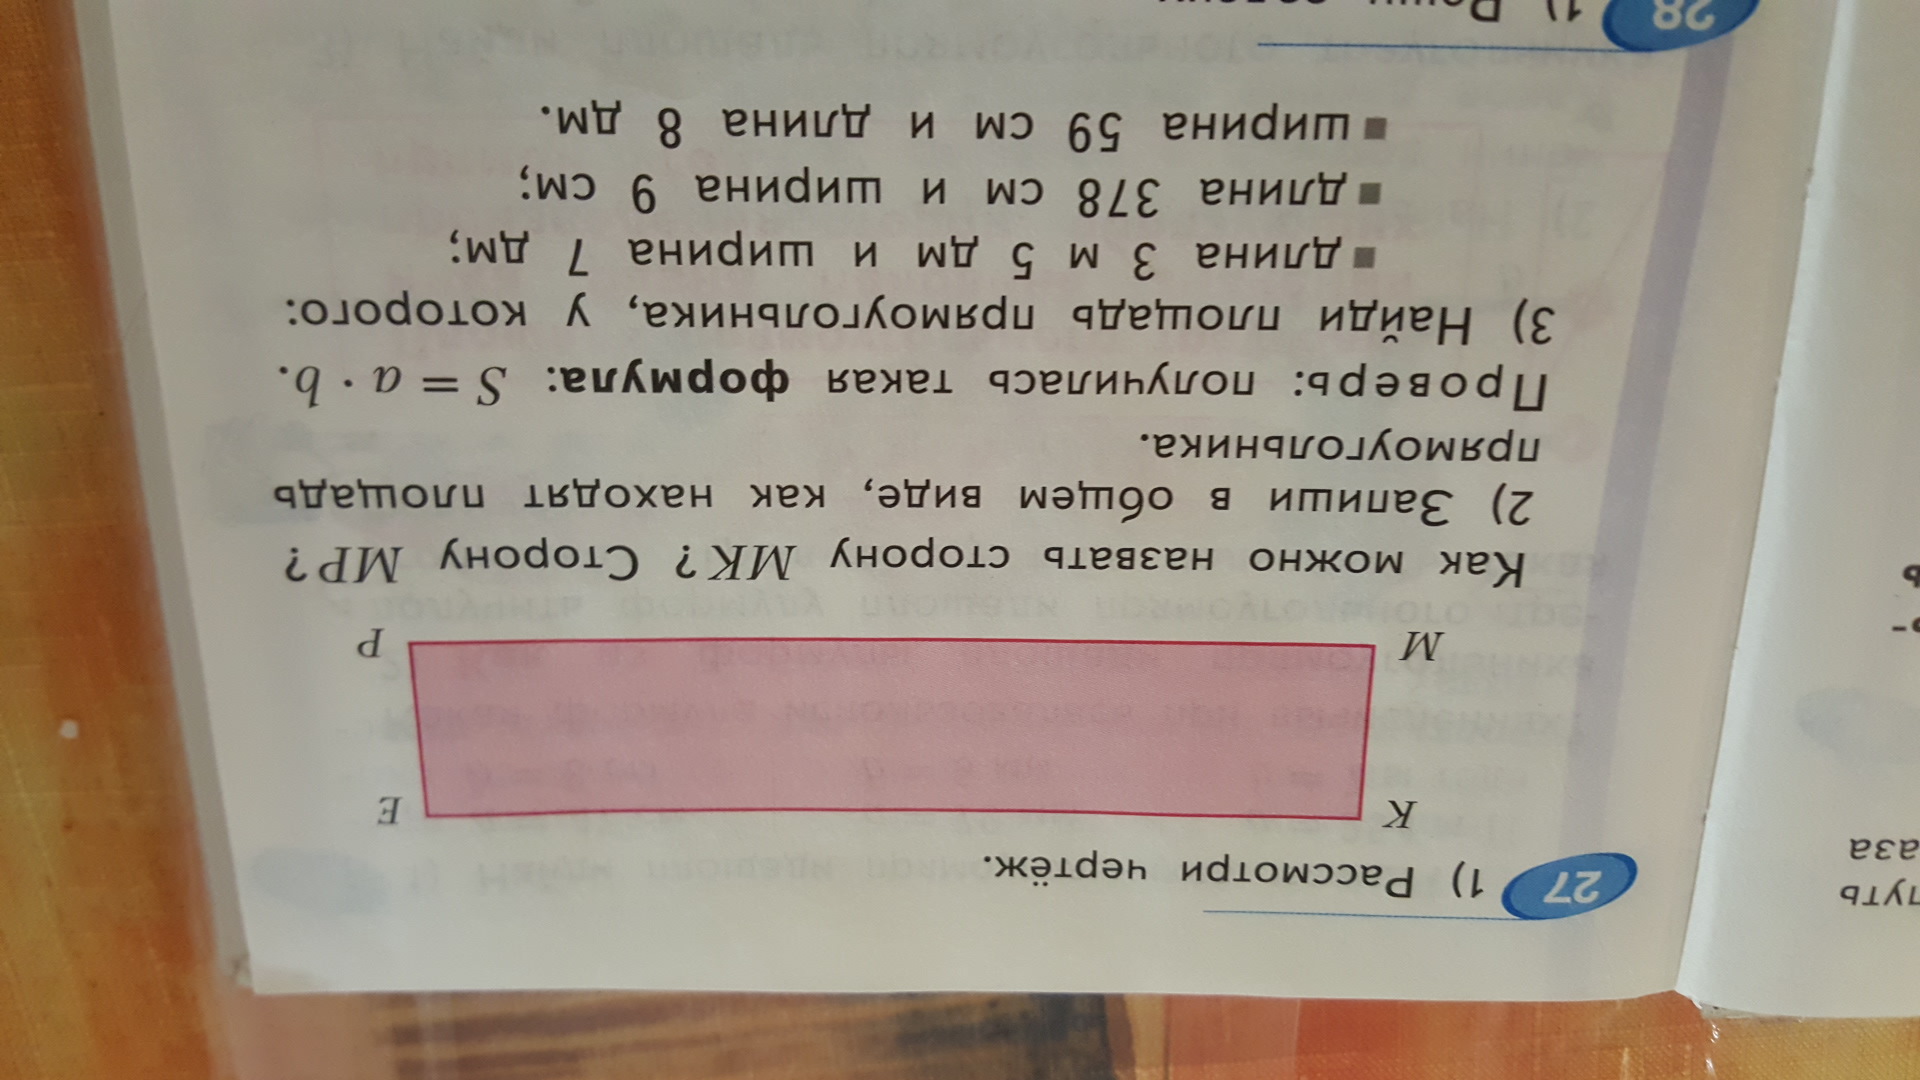 27 1) Рассмотри чертёж.
K E
M P
Как можно назвать сторону MK? Сторону MP?
2) Запиши в общем виде, как находят площадь
прямоугольника.
Проверь: получилась такая формула: S = a · b.
3) Найди площадь прямоугольника, у которого:
▪ длина 3 м 5 дм и ширина 7 дм;
▪ длина 378 см и ширина 9 см;
▪ ширина 59 см и длина 8 дм.
28 1)